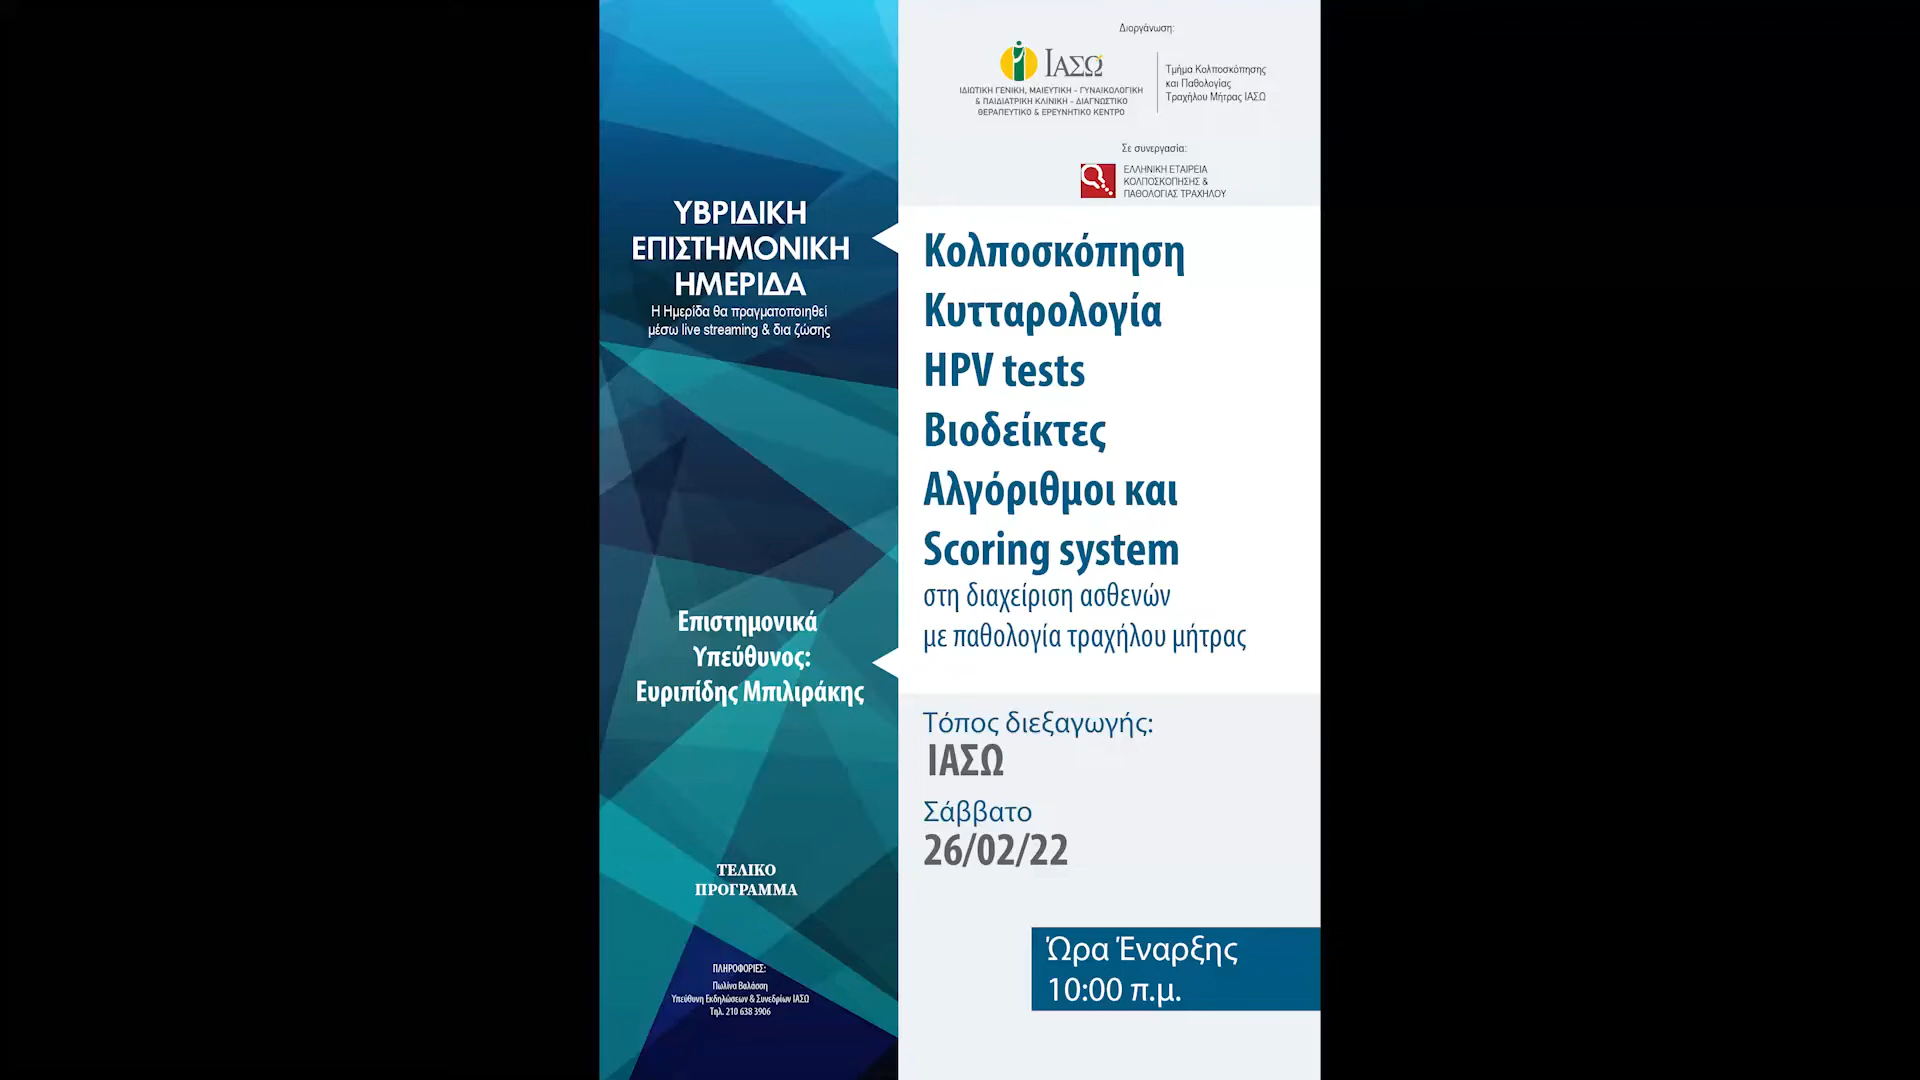 ΥΒΡΙΔΙΚΗ
ΕΠΙΣΤΗΜΟΝΙΚΗ
ΗΜΕΡΙΔΑ
Η Ημερίδα θα πραγματοποιηθεί
μέσω live streaming & δια ζώσης
Επιστημονικά
Υπεύθυνος:
Ευριπίδης Μπιλιράκης
ΤΕΛΙΚΟ
ΠΡΟΓΡΑΜΜΑ
ΠΛΗΡΟΦΟΡΙΕΣ:
Πωλίνα Βαλάσση
Υπεύθυνη Εκδηλώσεων & Συνεδρίων ΙΑΣΩ
Τηλ. 210 638 3906
Διοργάνωση:
ΙΑΣΩ
ΙΔΙΩΤΙΚΗ ΓΕΝΙΚΗ, ΜΑΙΕΥΤΙΚΗ - ΓΥΝΑΙΚΟΛΟΓΙΚΗ
& ΠΑΙΔΙΑΤΡΙΚΗ ΚΛΙΝΙΚΗ - ΔΙΑΓΝΩΣΤΙΚΟ
ΘΕΡΑΠΕΥΤΙΚΟ & ΕΡΕΥΝΗΤΙΚΟ ΚΕΝΤΡΟ
Τμήμα Κολποσκόπησης
και Παθολογίας
Τραχήλου Μήτρας ΙΑΣΩ
Σε συνεργασία:
ΕΛΛΗΝΙΚΗ ΕΤΑΙΡΕΙΑ
ΚΟΛΠΟΣΚΟΠΗΣΗΣ &
ΠΑΘΟΛΟΓΙΑΣ ΤΡΑΧΗΛΟΥ
Κολποσκόπηση
Κυτταρολογία
HPV tests
Βιοδείκτες
Αλγόριθμοι και
Scoring system
στη διαχείριση ασθενών
με παθολογία τραχήλου μήτρας
Τόπος διεξαγωγής:
ΙΑΣΩ
Σάββατο
26/02/22
Ώρα Έναρξης
10:00 π.μ.